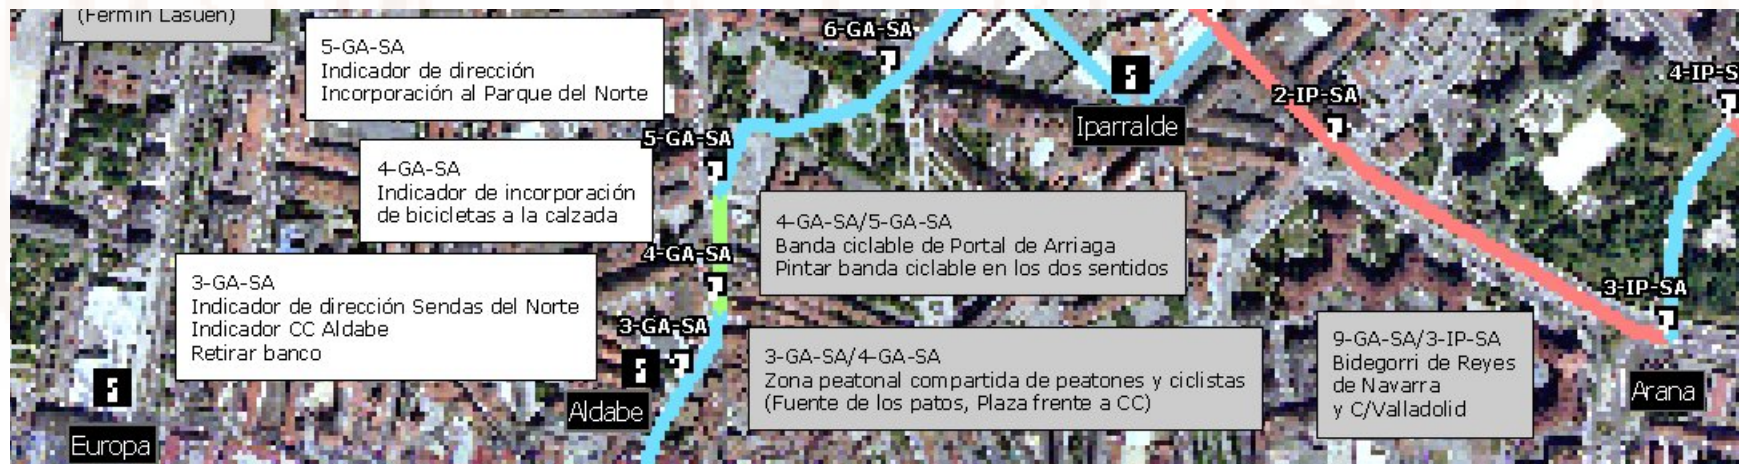 (Fermín Lasuen)
5-GA-SA
Indicador de dirección
Incorporación al Parque del Norte
6-GA-SA
Iparralde
2-IP-SA
4-IP-S
5-GA-SA
4-GA-SA
Indicador de incorporación
de bicicletas a la calzada
4-GA-SA/5-GA-SA
Banda ciclable de Portal de Arriaga
Pintar banda ciclable en los dos sentidos
4-GA-SA
3-GA-SA
Indicador de dirección Sendas del Norte
Indicador CC Aldabe
Retirar banco
3-GA-SA
3-IP-SA
3-GA-SA/4-GA-SA
Zona peatonal compartida de peatones y ciclistas
(Fuente de los patos, Plaza frente a CC)
9-GA-SA/3-IP-SA
Bidegorri de Reyes
de Navarra
y C/Valladolid
Arana
Aldabe
Europa